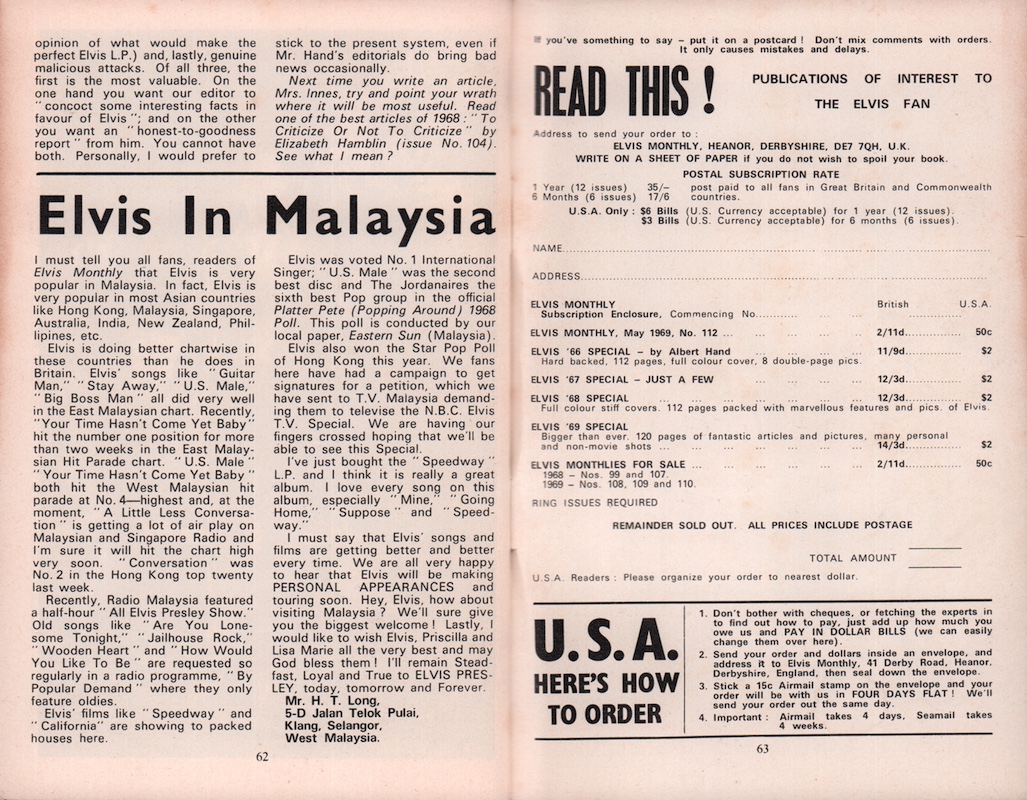 opinion of what would make the
perfect Elvis L.P.) and, lastly, genuine
malicious attacks. Of all three, the
first is the most valuable. On the
one hand you want our editor to
"concoct some interesting facts in
favour of Elvis"; and on the other
you want an "honest-to-goodness
report" from him. You cannot have
both. Personally, I would prefer to
stick to the present system, even if
Mr. Hand's editorials do bring bad
news occasionally.
Next time you write an article,
Mrs. Innes, try and point your wrath
where it will be most useful. Read
one of the best articles of 1968: "To
Criticize Or Not To Criticize" by
Elizabeth Hamblin (issue No. 104).
See what I mean?
Elvis In Malaysia
I must tell you all fans, readers of
Elvis Monthly that Elvis is very
popular in Malaysia. In fact, Elvis is
very popular in most Asian countries
like Hong Kong, Malaysia, Singapore,
Australia, India, New Zealand, Phil-
lipines, etc.
Elvis is doing better chartwise in
these countries than he does in
Britain. Elvis' songs like "Guitar
Man," "Stay Away," "U.S. Male,"
"Big Boss Man" all did very well
in the East Malaysian chart. Recently,
"Your Time Hasn't Come Yet Baby"
hit the number one position for more
than two weeks in the East Malay-
sian Hit Parade chart. "U.S. Male"
"Your Time Hasn't Come Yet Baby"
both hit the West Malaysian hit
parade at No. 4—highest and, at the
moment, "A Little Less Conversa-
tion" is getting a lot of air play on
Malaysian and Singapore Radio and
I'm sure it will hit the chart high
very soon. "Conversation" was
No. 2 in the Hong Kong top twenty
last week.
Recently, Radio Malaysia featured
a half-hour "All Elvis Presley Show."
Old songs like "Are You Lone-
some Tonight," "Jailhouse Rock,"
"Wooden Heart" and "How Would
You Like To Be" are requested so
regularly in a radio programme, "By
Popular Demand" where they only
feature oldies.
Elvis' films like "Speedway" and
"California" are showing to packed
houses here.
Elvis was voted No. 1 International
Singer; "U.S. Male" was the second
best disc and The Jordanaires the
sixth best Pop group in the official
Platter Pete (Popping Around) 1968
Poll. This poll is conducted by our
local paper, Eastern Sun (Malaysia).
Elvis also won the Star Pop Poll
of Hong Kong this year. We fans
here have had a campaign to get
signatures for a petition, which we
have sent to T.V. Malaysia demand-
ing them to televise the N.B.C. Elvis
T.V. Special. We are having our
fingers crossed hoping that we'll be
able to see this Special.
I've just bought the "Speedway"
L.P. and I think it is really a great
album. I love every song on this
album, especially "Mine," "Going
Home," "Suppose" and "Speed-
way."
I must say that Elvis' songs and
films are getting better and better
every time. We are all very happy
to hear that Elvis will be making
PERSONAL APPEARANCES and
touring soon. Hey, Elvis, how about
visiting Malaysia? We'll sure give
you the biggest welcome! Lastly, I
would like to wish Elvis, Priscilla and
Lisa Marie all the very best and may
God bless them! I'll remain Stead-
fast, Loyal and True to ELVIS PRES-
LEY, today, tomorrow and Forever.
Mr. H. T. Long,
5-D Jalan Telok Pulai,
Klang, Selangor,
West Malaysia.
62
If you've something to say – put it on a postcard! Don't mix comments with orders.
It only causes mistakes and delays.
READ THIS!
PUBLICATIONS OF INTEREST TO
THE ELVIS FAN
Address to send your order to:
ELVIS MONTHLY, HEANOR, DERBYSHIRE, DE7 7QH, U.K.
WRITE ON A SHEET OF PAPER if you do not wish to spoil your book.
POSTAL SUBSCRIPTION RATE
1 Year (12 issues) 35/– post paid to all fans in Great Britain and Commonwealth
6 Months (6 issues) 17/6 countries.
U.S.A. Only: $6 Bills (U.S. Currency acceptable) for 1 year (12 issues).
$3 Bills (U.S. Currency acceptable) for 6 months (6 issues).
NAME
ADDRESS
ELVIS MONTHLY British U.S.A.
Subscription Enclosure, Commencing No.
ELVIS MONTHLY, May 1969, No. 112 ... 2/11d. 50c
ELVIS '66 SPECIAL – by Albert Hand ... 11/9d. $2
Hard backed, 112 pages, full colour cover, 8 double-page pics.
ELVIS '67 SPECIAL – JUST A FEW ... 12/3d. $2
ELVIS '68 SPECIAL ... 12/3d. $2
Full colour stiff covers. 112 pages packed with marvellous features and pics. of Elvis.
ELVIS '69 SPECIAL
Bigger than ever. 120 pages of fantastic articles and pictures, many personal
and non-movie shots ... 14/3d. $2
ELVIS MONTHLIES FOR SALE ... 2/11d. 50c
1968 – Nos. 99 and 107.
1969 – Nos. 108, 109 and 110.
RING ISSUES REQUIRED
REMAINDER SOLD OUT. ALL PRICES INCLUDE POSTAGE
TOTAL AMOUNT
U.S.A. Readers: Please organize your order to nearest dollar.
U.S.A.
HERE'S HOW
TO ORDER
1. Don't bother with cheques, or fetching the experts in
to find out how to pay, just add up how much you
owe us and PAY IN DOLLAR BILLS (we can easily
change them over here).
2. Send your order and dollars inside an envelope, and
address it to Elvis Monthly, 41 Derby Road, Heanor,
Derbyshire, England, then seal down the envelope.
3. Stick a 15c Airmail stamp on the envelope and your
order will be with us in FOUR DAYS FLAT! We'll
send your order out the same day.
4. Important: Airmail takes 4 days, Seamail takes
4 weeks.
63